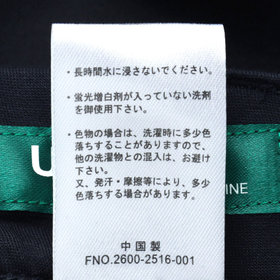 ・長時間水に浸さないでください。
・蛍光増白剤が入っていない洗剤
を御使用下さい。
・色物の場合は、洗濯時に多少色
落ちすることがありますので、
他の洗濯物との混入は、お避け
下さい。
又、発汗・摩擦等により、多少
色落ちする場合があります。
U
INE
中国製
FNO.2600-2516-001